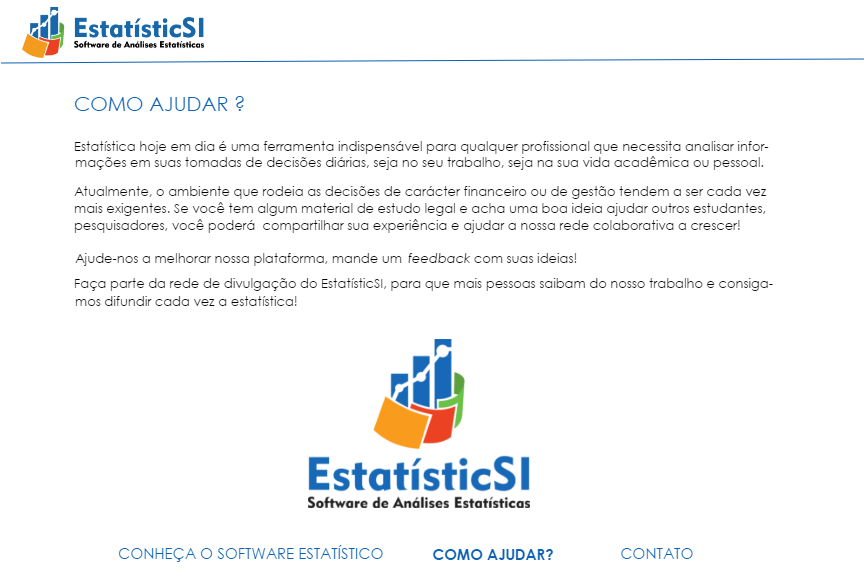 EstatísticSI
Software de Análises Estatísticas
COMO AJUDAR ?
Estatística hoje em dia é uma ferramenta indispensável para qualquer profissional que necessita analisar infor-
mações em suas tomadas de decisões diárias, seja no seu trabalho, seja na sua vida acadêmica ou pessoal.
Atualmente, o ambiente que rodeia as decisões de carácter financeiro ou de gestão tendem a ser cada vez
mais exigentes. Se você tem algum material de estudo legal e acha uma boa ideia ajudar outros estudantes,
pesquisadores, você poderá compartilhar sua experiência e ajudar a nossa rede colaborativa a crescer!
Ajude-nos a melhorar nossa plataforma, mande um feedback com suas ideias!
Faça parte da rede de divulgação do EstatísticSI, para que mais pessoas saibam do nosso trabalho e consiga-
mos difundir cada vez a estatística!
EstatísticSI
Software de Análises Estatísticas
CONHEÇA O SOFTWARE ESTATÍSTICO COMO AJUDAR? CONTATO